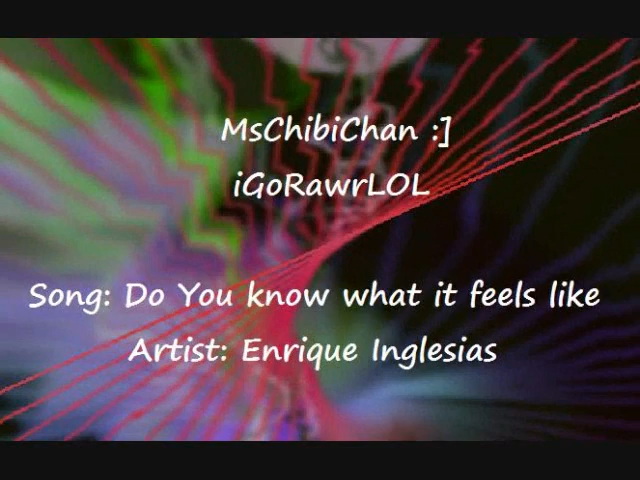 MsChibiChan :]
iGoRawrLOL
Song: Do You know what it feels like
Artist: Enrique Inglesias